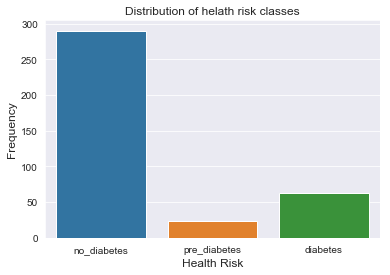 Distribution of helath risk classes
300
250
200
150
100
50
0
Frequency
no_diabetes pre_diabetes diabetes
Health Risk